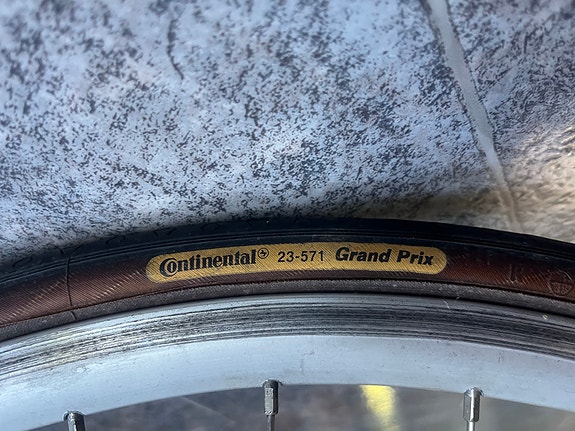 Continental 23-571 Grand Prix